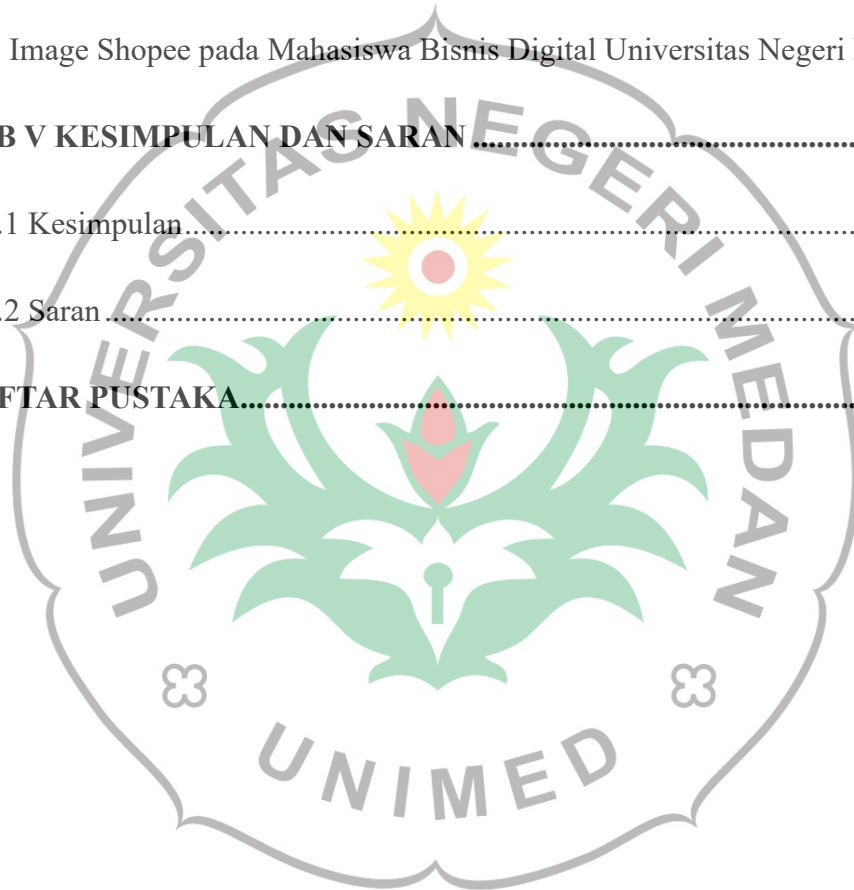 Image Shopee pada Mahasiswa Bisnis Digital Universitas Negeri
B V KESIMPULAN DAN SARAN ..........................................................
.1 Kesimpulan....................................................................................
.2 Saran ..............................................................................................
FTAR PUSTAKA..............................................................................
UNIVERSITAS NEGERI MEDAN
UNIMED